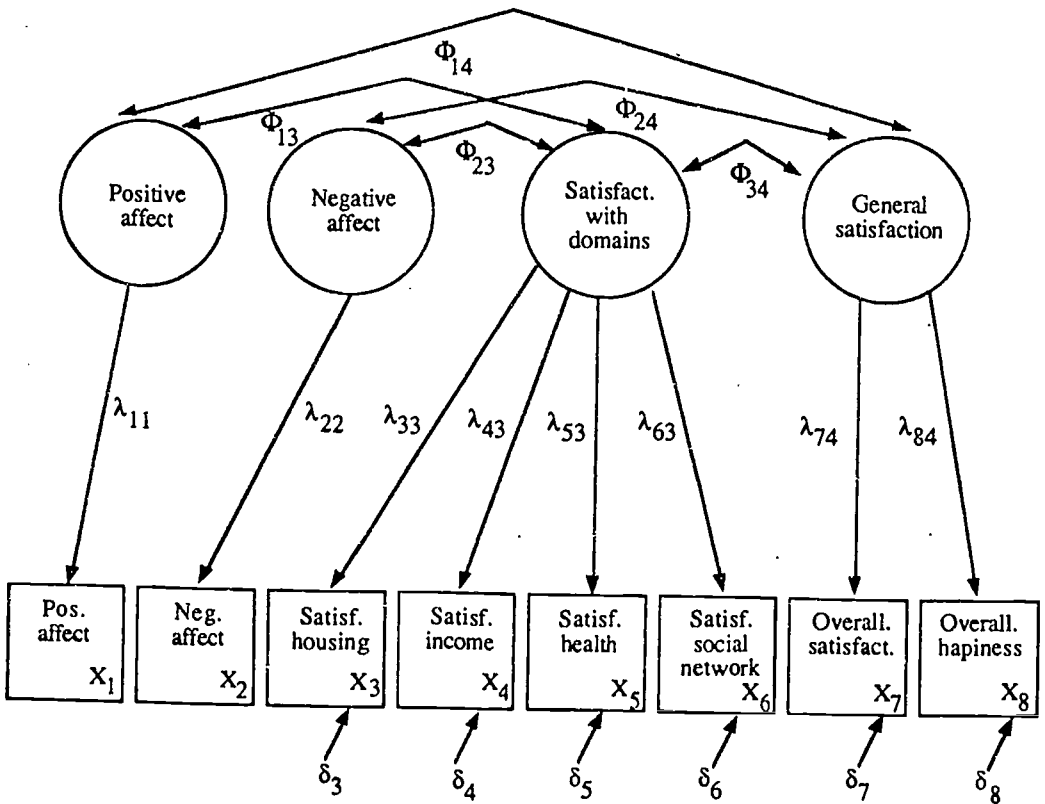 Φ14
Φ13
Φ23
Φ24
Φ34
Positive
affect
Negative
affect
Satisfact.
with
domains
General
satisfaction
λ11
λ22
λ33
λ43
λ53
λ63
λ74
λ84
Pos.
affect
X1
Neg.
affect
X2
Satisf.
housing
X3
Satisf.
income
X4
Satisf.
health
X5
Satisf.
social
network
X6
Overall.
satisfact.
X7
Overall.
hapiness
X8
δ3
δ4
δ5
δ6
δ7
δ8